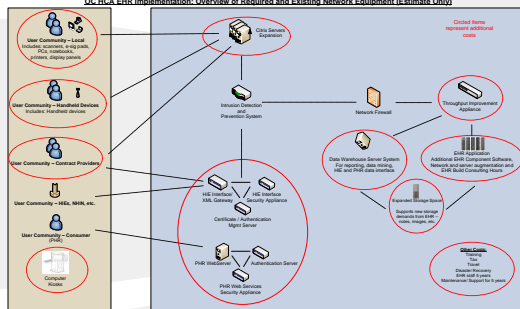 OC HCA EHR Implementation: Overview of Required and Existing Network Equipment (Estimate Only)
User Community – Local
Includes: scanners, e-sig pads,
PCs, notebooks,
printers, display panels
User Community – Handheld Devices
Includes: Handheld devices
User Community – Contract Providers
User Community – HIEs, NHIN, etc.
User Community – Consumer
(PHR)
Computer
Kiosks
Citrix Servers
Expansion
Circled items
represent additional
costs
Intrusion Detection
and
Prevention System
Network Firewall
Throughput Improvement
Appliance
Data Warehouse Server System
For reporting, data mining,
HIE and PHR data interface
EHR Application
Additional EHR Component Software,
Network and server augmentation and
EHR Build Consulting Hours
Expanded Storage Space
Supports new storage
demands from EHR –
notes, images, etc.
HIE Interface/
XML Gateway
HIE Interface
Security Appliance
Certificate / Authentication
Mgmt Server
PHR WebServer
Authentication Server
PHR Web Services
Security Appliance
Other Costs:
Training
Tax
Travel
Disaster Recovery
EHR staff 5 years
Maintenance/ Support for 5 years